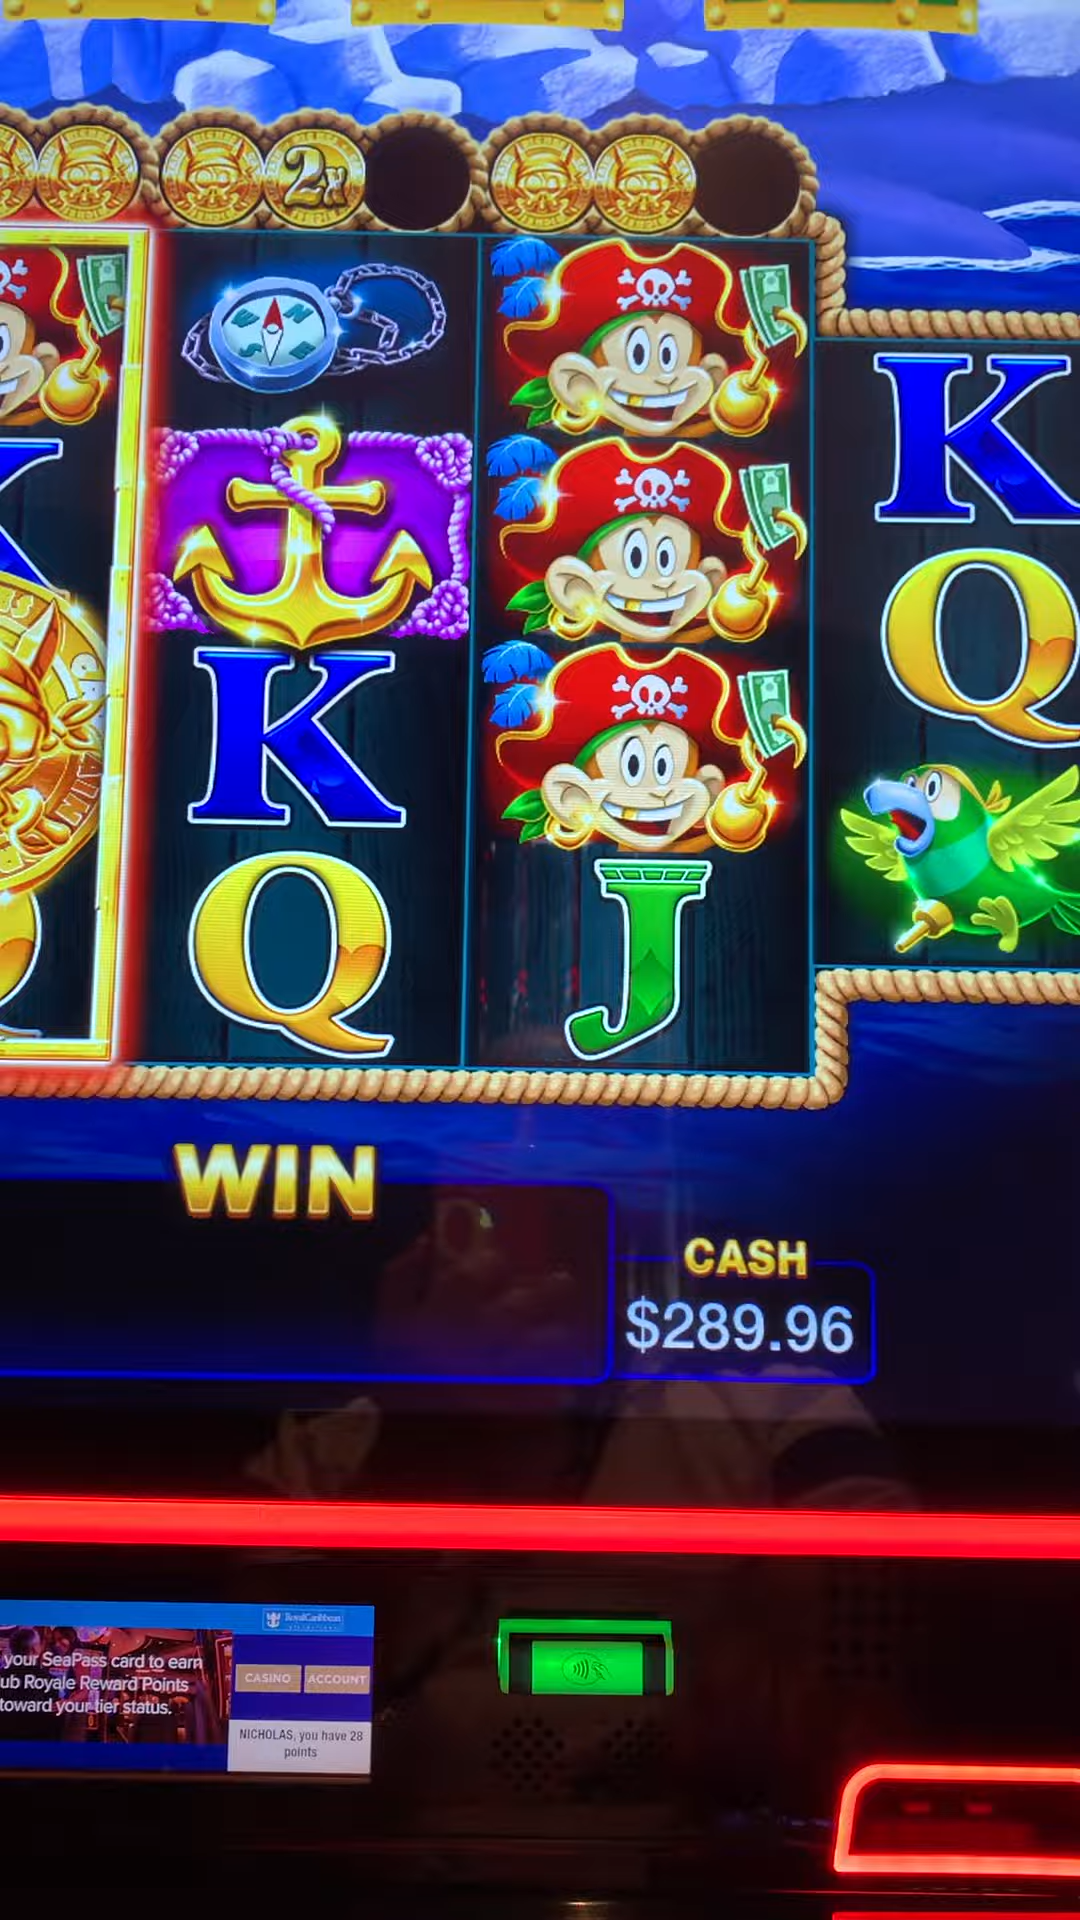 2x
N
E
S
K
K
Q
Q
J
WIN
CASH
$289.96
RoyalCaribbean
your SeaPass card to earn
ub Royale Reward Points
toward your tier status.
CASINO ACCOUNT
NICHOLAS, you have 28
points